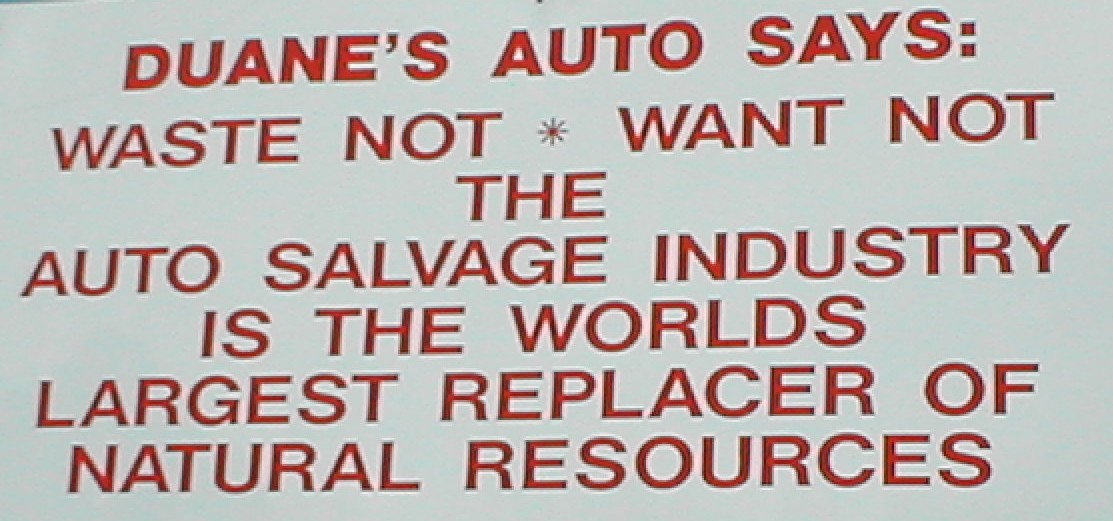 DUANE'S AUTO SAYS:
WASTE NOT * WANT NOT
THE
AUTO SALVAGE INDUSTRY
IS THE WORLDS
LARGEST REPLACER OF
NATURAL RESOURCES